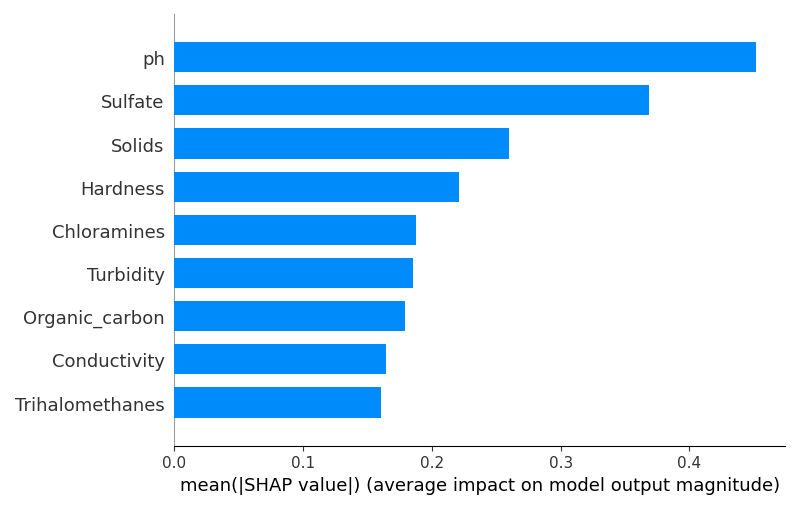 ph
Sulfate
Solids
Hardness
Chloramines
Turbidity
Organic_carbon
Conductivity
Trihalomethanes
0.0 0.1 0.2 0.3 0.4
mean(|SHAP value|) (average impact on model output magnitude)